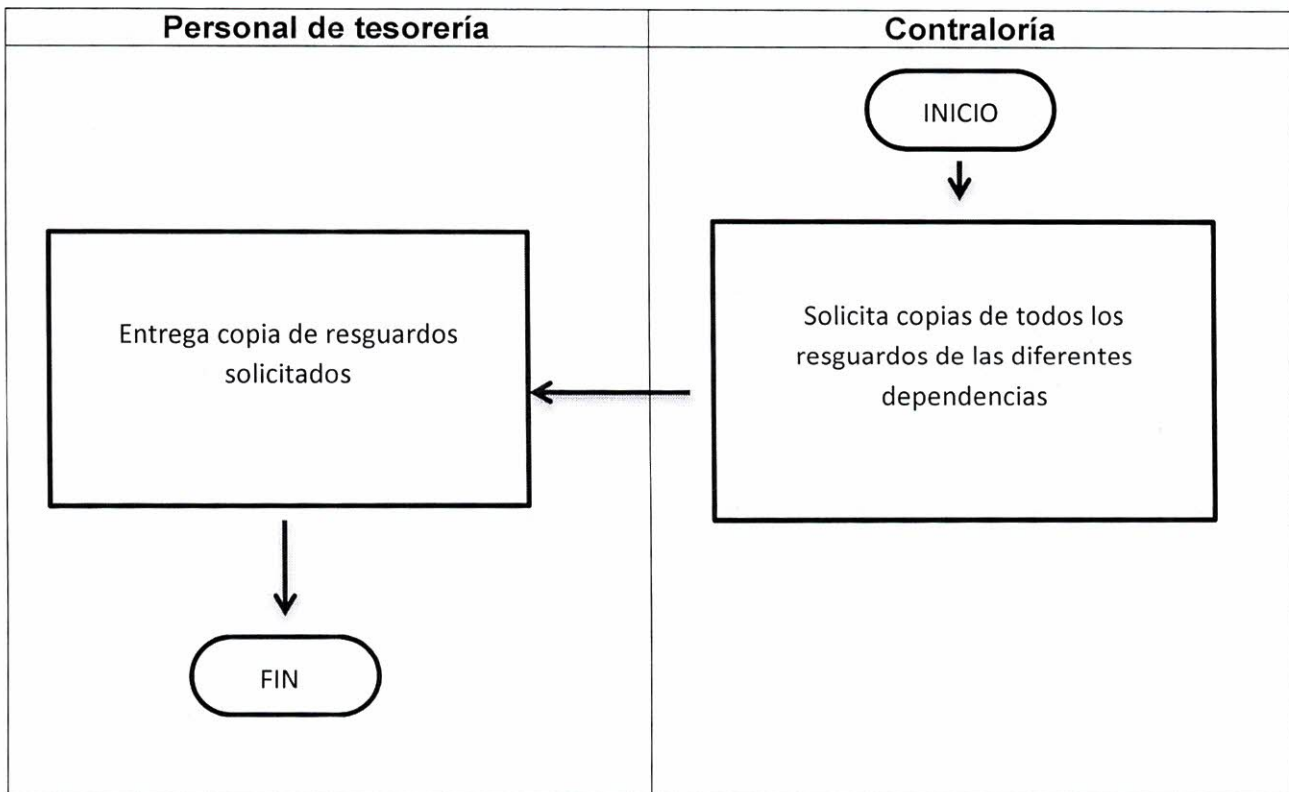 Personal de tesorería
Contraloría
INICIO
Solicita copias de todos los
resguardos de las diferentes
dependencias
Entrega copia de resguardos
solicitados
FIN